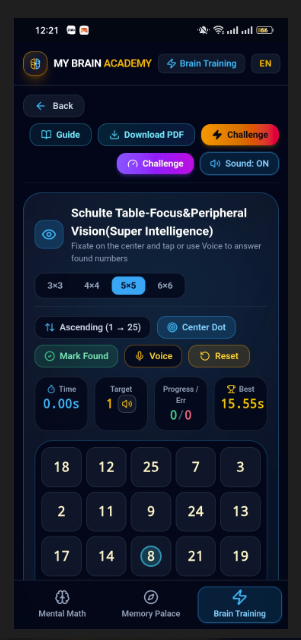 12:21
MY BRAIN ACADEMY
Brain Training
EN
Back
Guide
Download PDF
Challenge
Challenge
Sound: ON
Schulte Table-Focus&Peripheral
Vision(Super Intelligence)
Fixate on the center and tap or use Voice to answer
found numbers
3×3 4×4 5×5 6×6
Ascending (1 → 25)
Center Dot
Mark Found
Voice
Reset
Time
0.00s
Target
1
Progress /
Err
0/0
Best
15.55s
18 12 25 7 3
2 11 9 24 13
17 14 8 21 19
Mental Math
Memory Palace
Brain Training